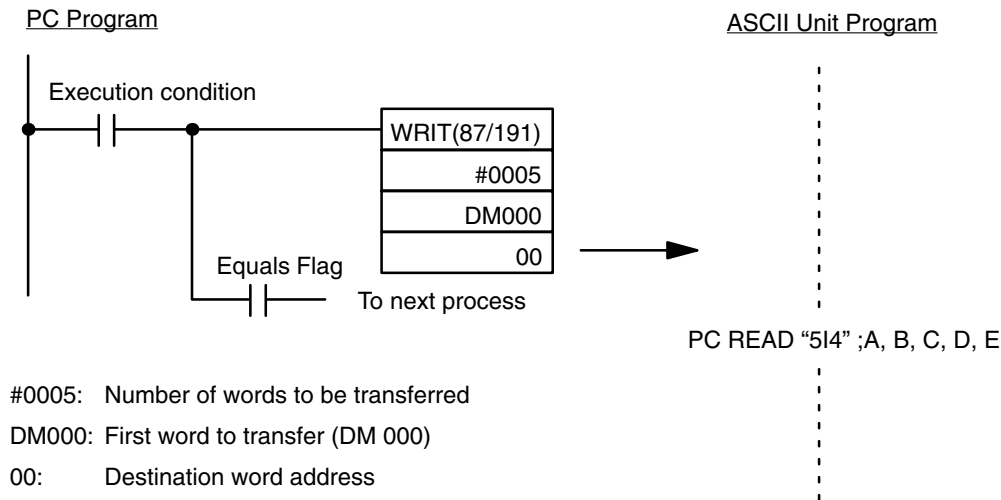 PC Program
ASCII Unit Program
Execution condition
WRIT(87/191)
#0005
DM000
00
Equals Flag
To next process
PC READ “5I4” ;A, B, C, D, E
#0005: Number of words to be transferred
DM000: First word to transfer (DM 000)
00: Destination word address